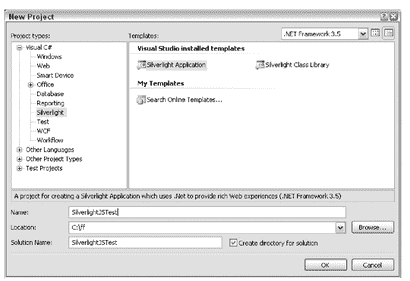 New Project
Project types:
Templates:
.NET Framework 3.5
Visual C#
Windows
Web
Smart Device
Office
Database
Reporting
Silverlight
Test
WCF
Workflow
Other Languages
Other Project Types
Test Projects
Visual Studio installed templates
Silverlight Application
Silverlight Class Library
My Templates
Search Online Templates...
A project for creating a Silverlight Application which uses .Net to provide rich Web experiences (.NET Framework 3.5)
Name:
SilverlightJSTest
Location:
C:\ff
Browse...
Solution Name:
SilverlightJSTest
Create directory for solution
OK
Cancel